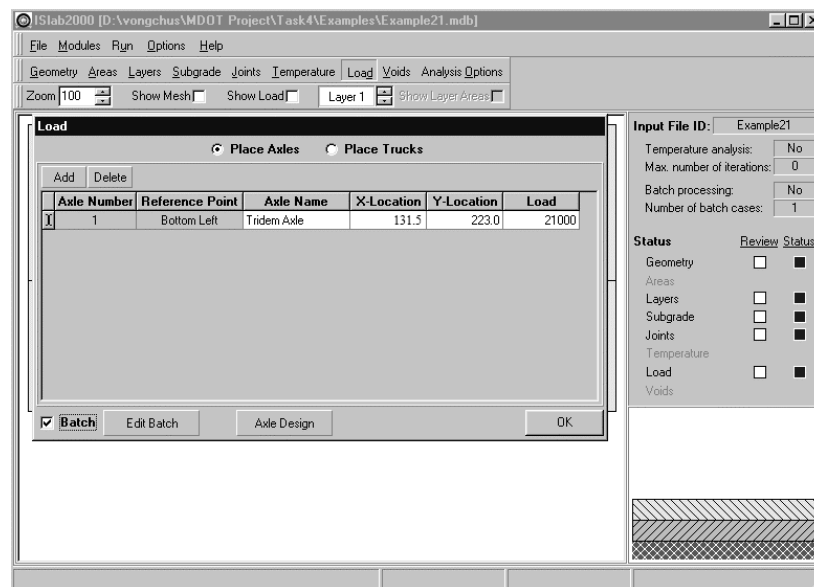 ISlab2000 [D:\vongchus\MDOT Project\Task4\Examples\Example21.mdb]
File Modules Run Options Help
Geometry Areas Layers Subgrade Joints Temperature Load Voids Analysis Options
Zoom 100 Show Mesh Show Load Layer 1 Show Layer Areas
Load
Place Axles Place Trucks
Add Delete
Axle Number Reference Point Axle Name X-Location Y-Location Load
1 Bottom Left Tridem Axle 131.5 223.0 21000
Batch Edit Batch Axle Design OK
Input File ID: Example21
Temperature analysis: No
Max. number of iterations: 0
Batch processing: No
Number of batch cases: 1
Status Review Status
Geometry
Areas
Layers
Subgrade
Joints
Temperature
Load
Voids